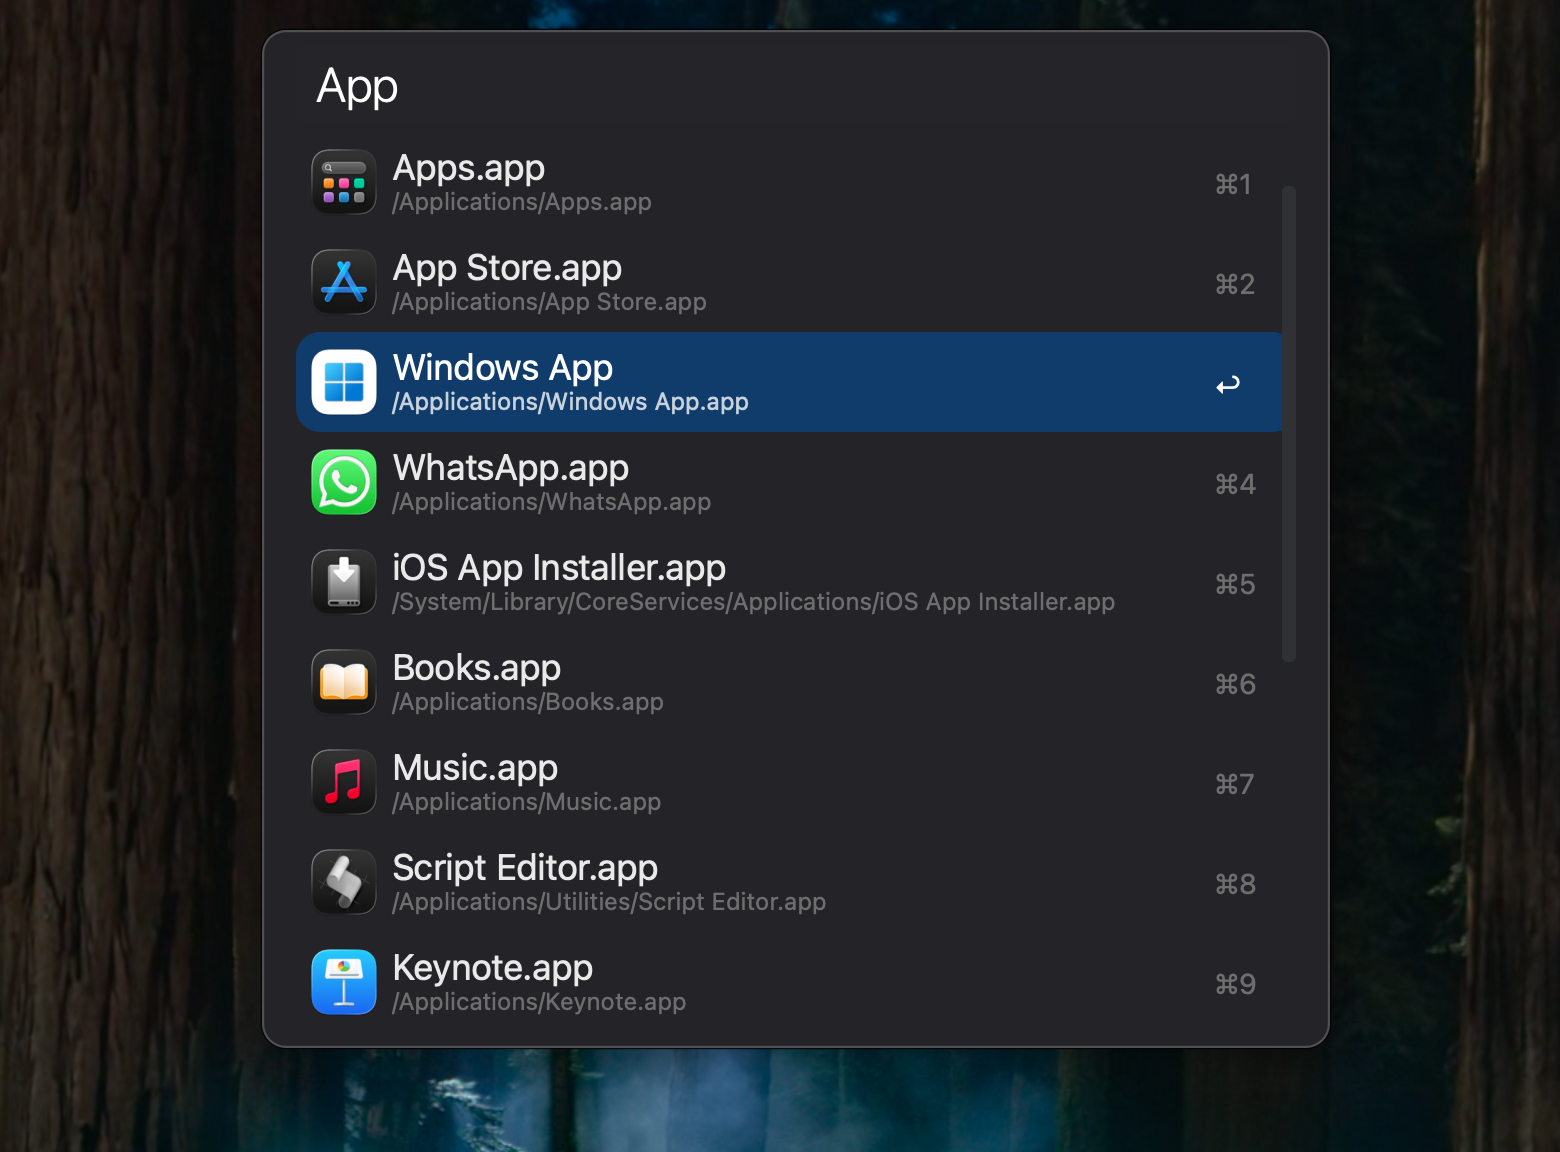 App
Apps.app
/Applications/Apps.app
⌘1
App Store.app
/Applications/App Store.app
⌘2
Windows App
/Applications/Windows App.app
WhatsApp.app
/Applications/WhatsApp.app
⌘4
iOS App Installer.app
/System/Library/CoreServices/Applications/iOS App Installer.app
⌘5
Books.app
/Applications/Books.app
⌘6
Music.app
/Applications/Music.app
⌘7
Script Editor.app
/Applications/Utilities/Script Editor.app
⌘8
Keynote.app
/Applications/Keynote.app
⌘9